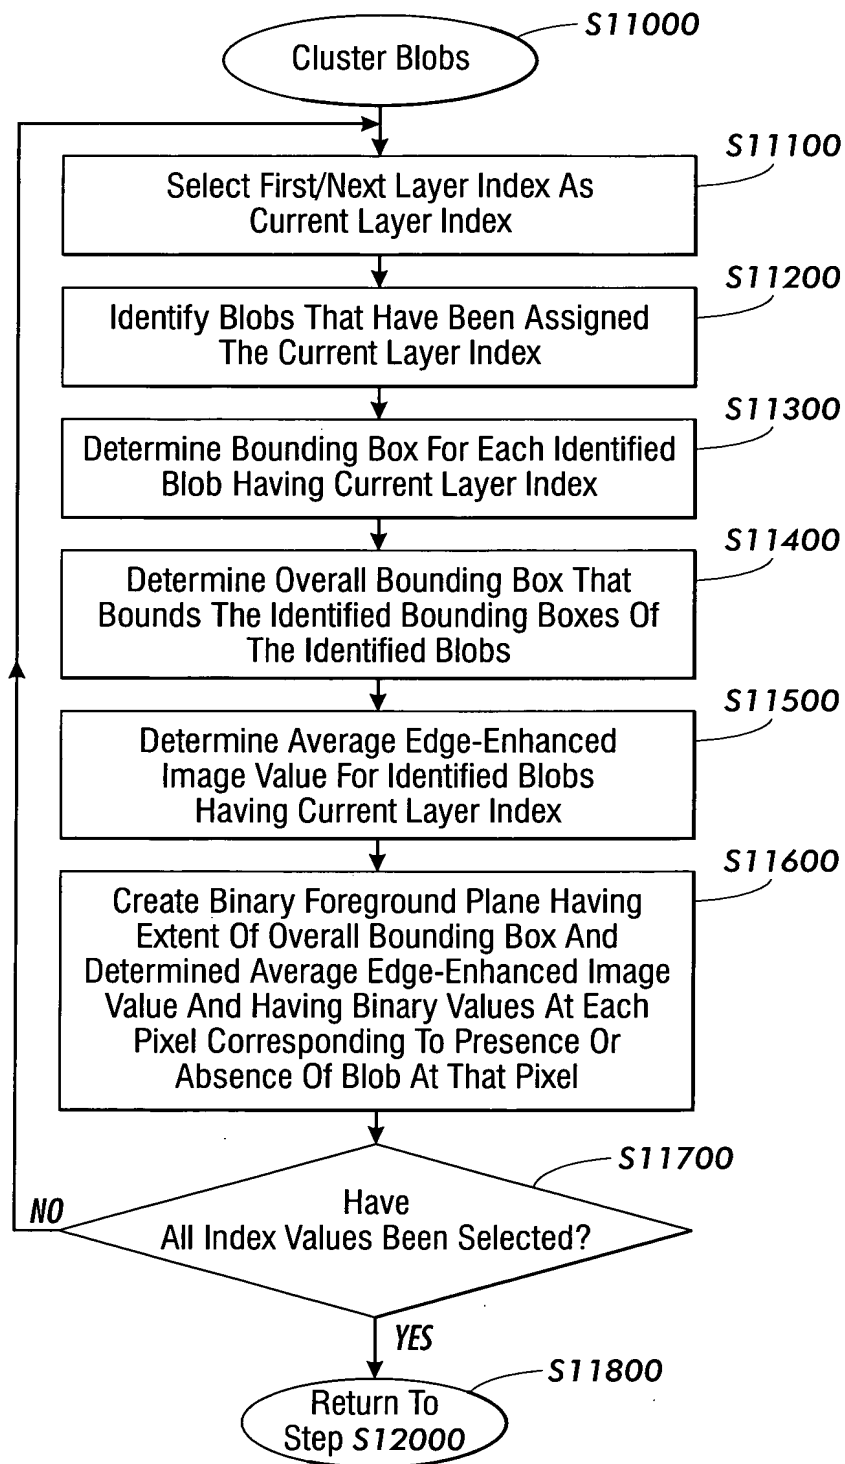 S11000
Cluster Blobs
S11100
Select First/Next Layer Index As
Current Layer Index
S11200
Identify Blobs That Have Been Assigned
The Current Layer Index
S11300
Determine Bounding Box For Each Identified
Blob Having Current Layer Index
S11400
Determine Overall Bounding Box That
Bounds The Identified Bounding Boxes Of
The Identified Blobs
S11500
Determine Average Edge-Enhanced
Image Value For Identified Blobs
Having Current Layer Index
S11600
Create Binary Foreground Plane Having
Extent Of Overall Bounding Box And
Determined Average Edge-Enhanced Image
Value And Having Binary Values At Each
Pixel Corresponding To Presence Or
Absence Of Blob At That Pixel
S11700
NO
Have
All Index Values Been Selected?
YES
S11800
Return To
Step S12000